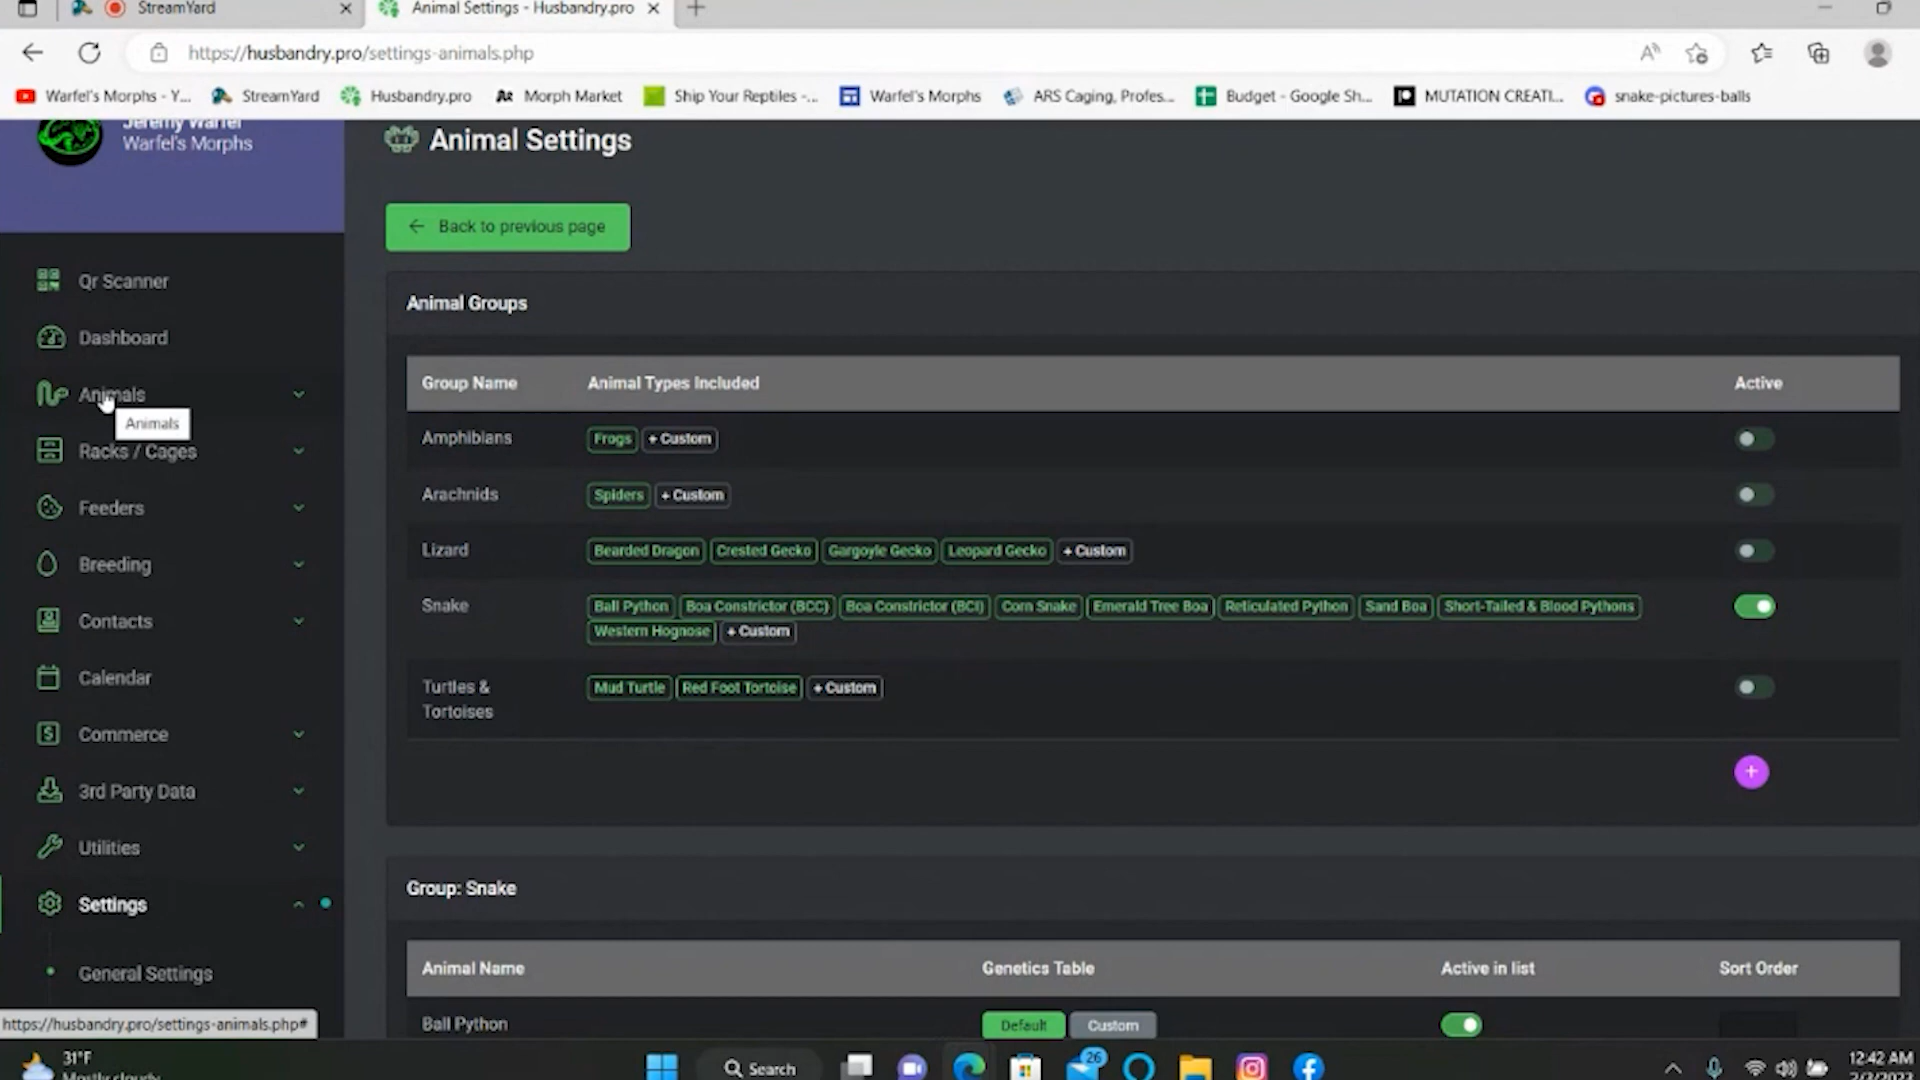 StreamYard
Animal Settings - Husbandry.pro
https://husbandry.pro/settings-animals.php
Warfel's Morphs - Y...
StreamYard
Husbandry.pro
Morph Market
Ship Your Reptiles -...
Warfel's Morphs
ARS Caging, Profes...
Budget - Google Sh...
MUTATION CREATI...
snake-pictures-balls
Jeremy Warfel
Warfel's Morphs
Qr Scanner
Dashboard
Animals
Animals
Racks / Cages
Feeders
Breeding
Contacts
Calendar
Commerce
3rd Party Data
Utilities
Settings
General Settings
https://husbandry.pro/settings-animals.php#
Animal Settings
← Back to previous page
Animal Groups
Group Name Animal Types Included Active
Amphibians Frogs + Custom
Arachnids Spiders + Custom
Lizard Bearded Dragon Crested Gecko Gargoyle Gecko Leopard Gecko + Custom
Snake Ball Python Boa Constrictor (BCC) Boa Constrictor (BCI) Corn Snake Emerald Tree Boa Reticulated Python Sand Boa Short-Tailed & Blood Pythons
Western Hognose + Custom
Turtles & Mud Turtle Red Foot Tortoise + Custom
Tortoises
+
Group: Snake
Animal Name Genetics Table Active in list Sort Order
Ball Python Default Custom
31°F
Mostly cloudy
Search
26
12:42 AM
2/3/2023